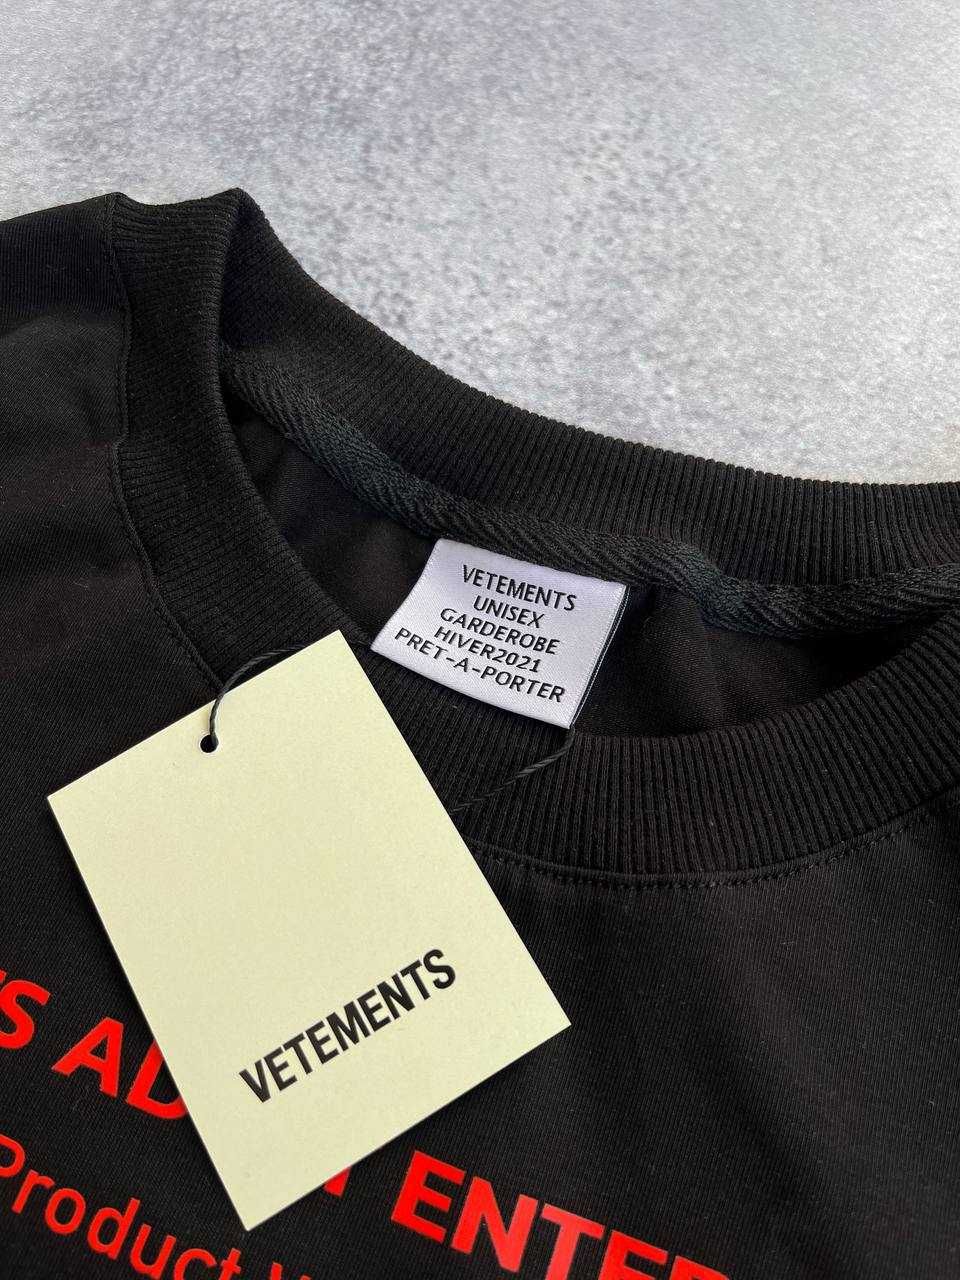 VETEMENTS
UNISEX
GARDEROBE
HIVER2021
PRET-A-PORTER
VETEMENTS
Product